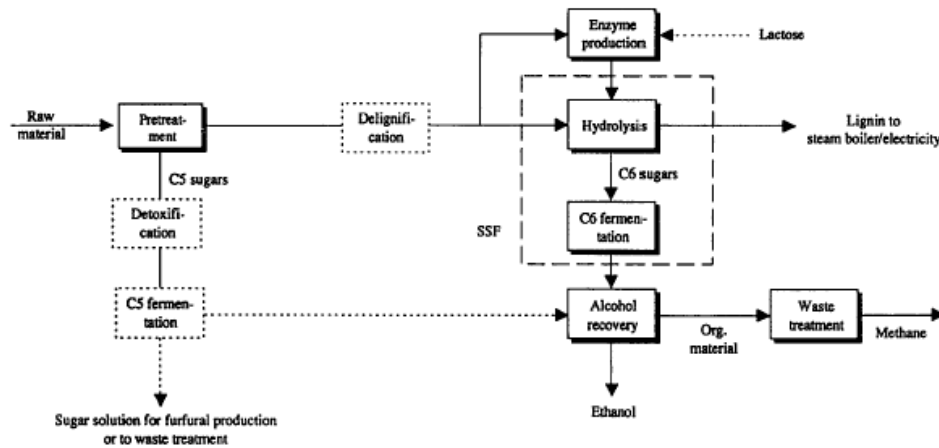 Enzyme
production
Lactose
Raw
material
Pretreat-
ment
Delignifi-
cation
Hydrolysis
Lignin to
steam boiler/electricity
C5 sugars
C6 sugars
Detoxifi-
cation
SSF
C6 fermen-
tation
C5 fermen-
tation
Alcohol
recovery
Org.
material
Waste
treatment
Methane
Ethanol
Sugar solution for furfural production
or to waste treatment